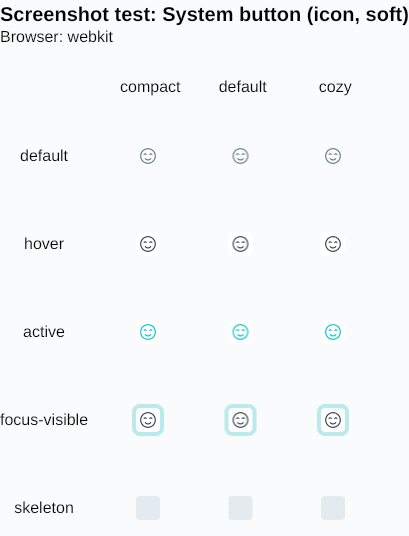 Screenshot test: System button (icon, soft)
Browser: webkit
compact default cozy
default
hover
active
focus-visible
skeleton